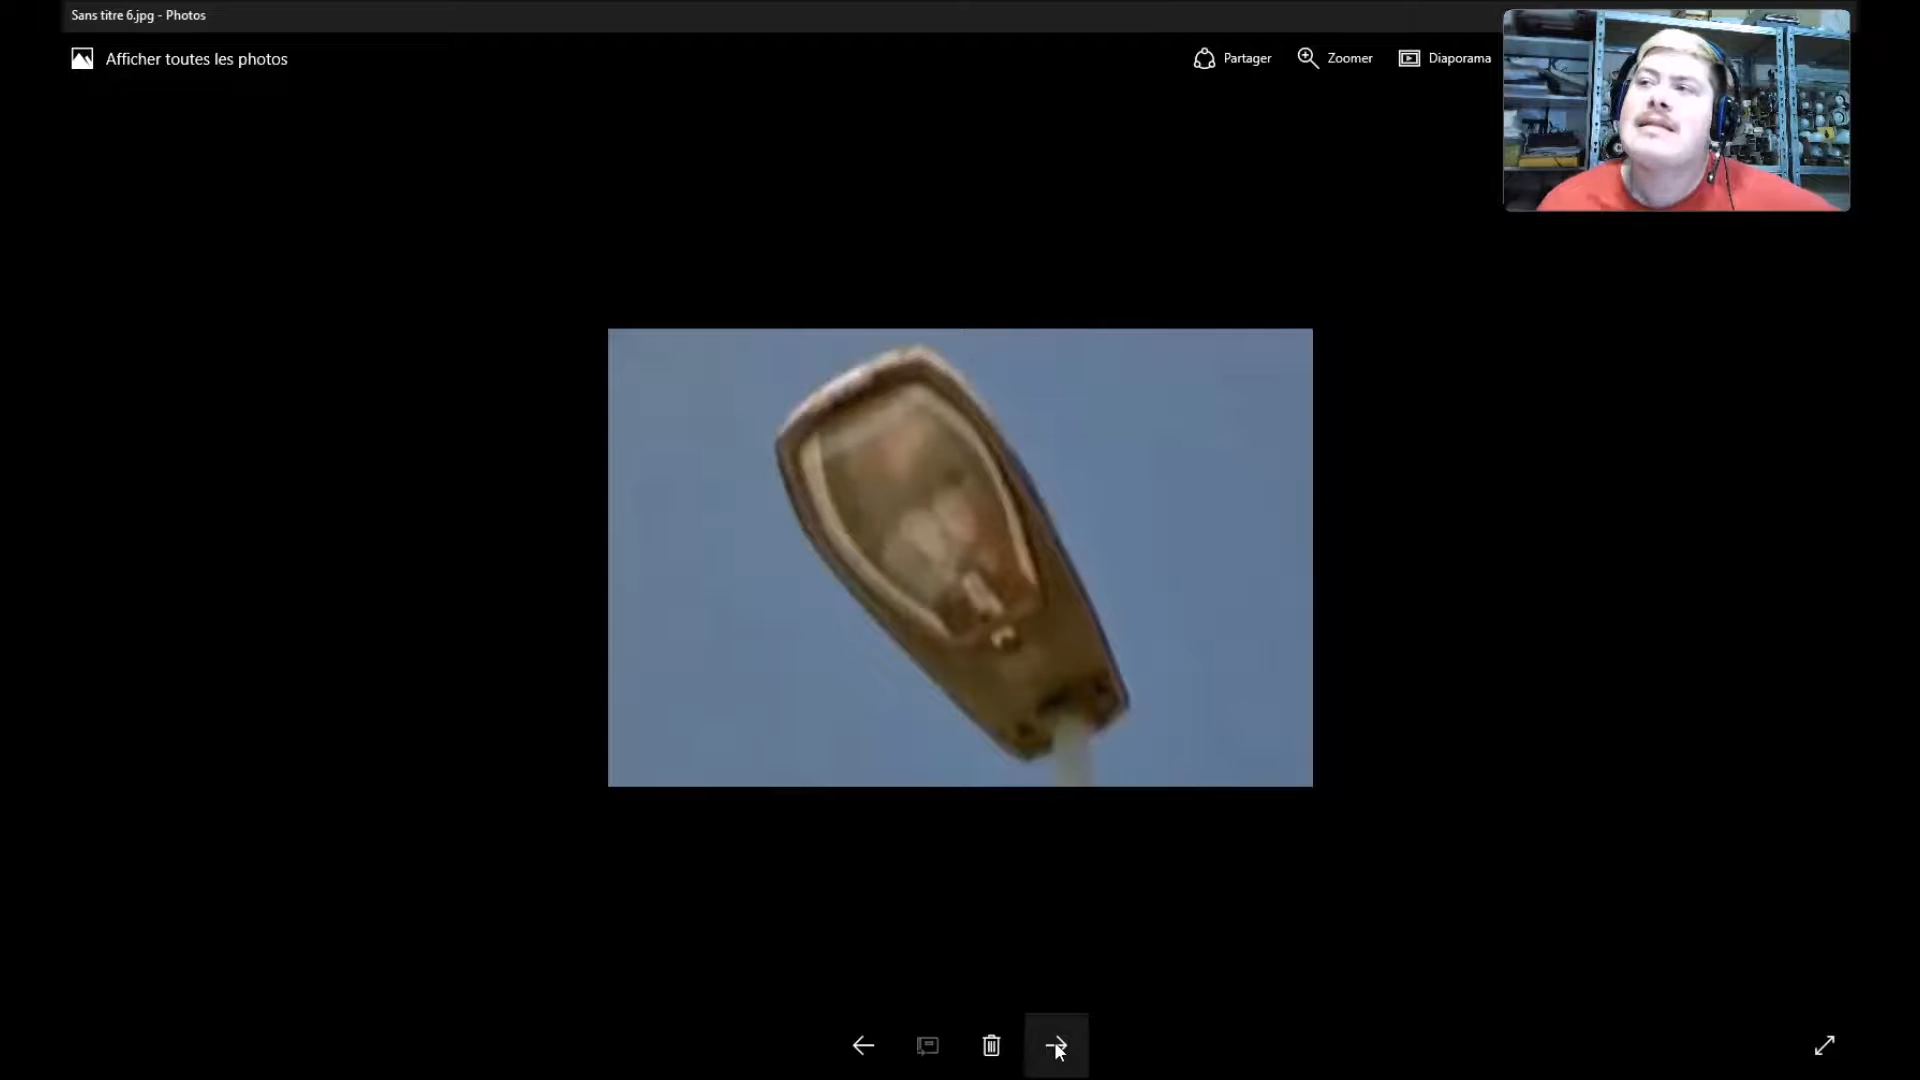 Sans titre 6.jpg - Photos
Afficher toutes les photos
Partager
Zoomer
Diaporama